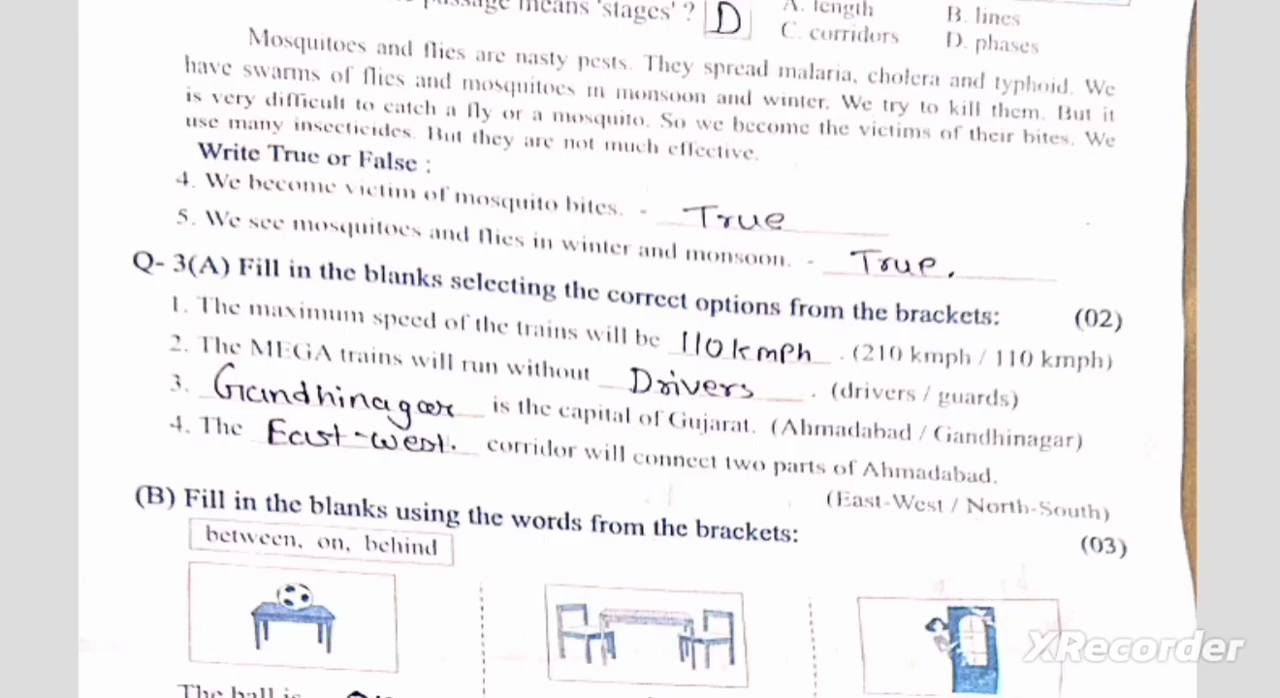 passage means 'stages' ? D A. length B. lines
C. corridors D. phases
Mosquitoes and flies are nasty pests. They spread malaria, cholera and typhoid. We
have swarms of flies and mosquitoes in monsoon and winter. We try to kill them. But it
is very difficult to catch a fly or a mosquito. So we become the victims of their bites. We
use many insecticides. But they are not much effective.
Write True or False :
4. We become victim of mosquito bites. - True
5. We see mosquitoes and flies in winter and monsoon. - True.
Q- 3(A) Fill in the blanks selecting the correct options from the brackets: (02)
1. The maximum speed of the trains will be 110 kmph . (210 kmph / 110 kmph)
2. The MEGA trains will run without Drivers . (drivers / guards)
3. Gandhinagar is the capital of Gujarat. (Ahmadabad / Gandhinagar)
4. The East-west. corridor will connect two parts of Ahmadabad.
(East-West / North-South)
(B) Fill in the blanks using the words from the brackets: (03)
between, on, behind
The ball is
XRecorder